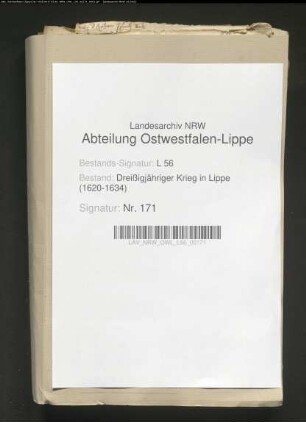 Landesarchiv NRW
Abteilung Ostwestfalen-Lippe
Bestands-Signatur: L 56
Bestand: Dreißigjähriger Krieg in Lippe
(1620-1634)
Signatur: Nr. 171